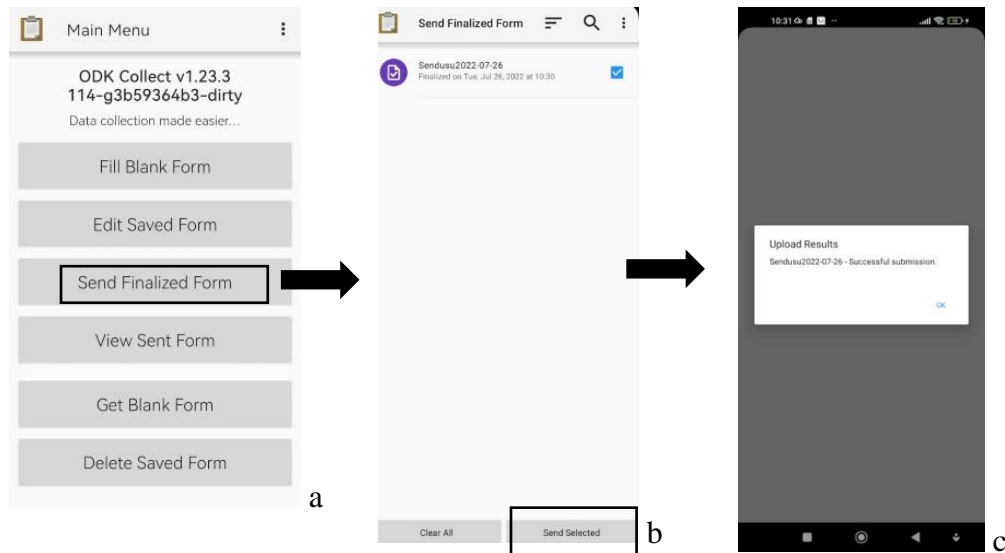 Main Menu
ODK Collect v1.23.3
114-g3b59364b3-dirty
Data collection made easier...
Fill Blank Form
Edit Saved Form
Send Finalized Form
View Sent Form
Get Blank Form
Delete Saved Form
a
Send Finalized Form
Sendusu2022-07-26
Finalized on Tue, Jul 26, 2022 at 10:30
Clear All
Send Selected
b
10:31
Upload Results
Sendusu2022-07-26 - Successful submission.
OK
c